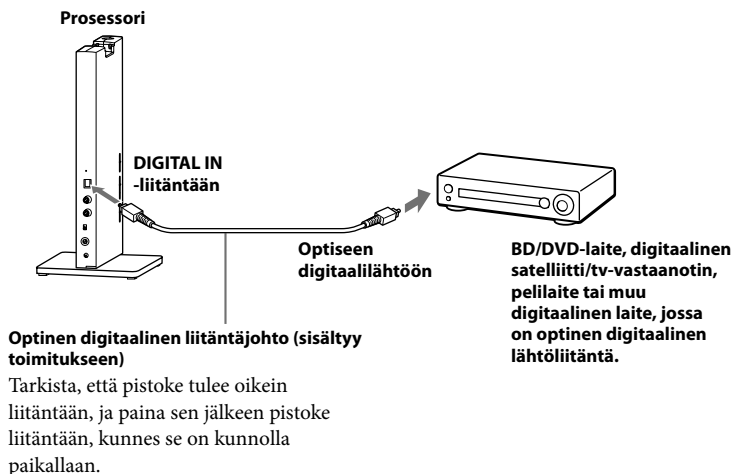 Prosessori
DIGITAL IN
-liitäntään
Optiseen
digitaalilähtöön
BD/DVD-laite, digitaalinen
satelliitti/tv-vastaanotin,
pelilaite tai muu
digitaalinen laite, jossa
on optinen digitaalinen
lähtöliitäntä.
Optinen digitaalinen liitäntäjohto (sisältyy
toimitukseen)
Tarkista, että pistoke tulee oikein
liitäntään, ja paina sen jälkeen pistoke
liitäntään, kunnes se on kunnolla
paikallaan.